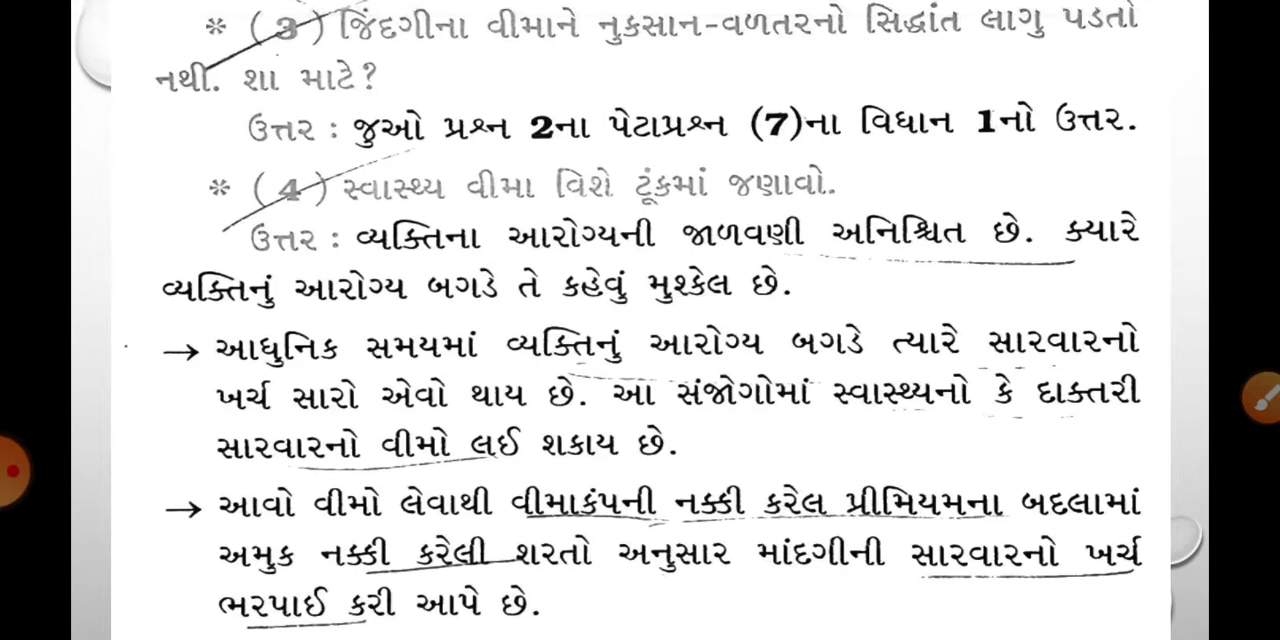 * (3) જિંદગીના વીમાને નુકસાન-વળતરનો સિદ્ધાંત લાગુ પડતો
નથી. શા માટે?
ઉત્તર : જુઓ પ્રશ્ન 2ના પેટાપ્રશ્ન (7)ના વિધાન 1નો ઉત્તર.
* (4) સ્વાસ્થ્ય વીમા વિશે ટૂંકમાં જણાવો.
ઉત્તર : વ્યક્તિના આરોગ્યની જાળવણી અનિશ્ચિત છે. ક્યારે
વ્યક્તિનું આરોગ્ય બગડે તે કહેવું મુશ્કેલ છે.
→ આધુનિક સમયમાં વ્યક્તિનું આરોગ્ય બગડે ત્યારે સારવારનો
ખર્ચ સારો એવો થાય છે. આ સંજોગોમાં સ્વાસ્થ્યનો કે દાક્તરી
સારવારનો વીમો લઈ શકાય છે.
→ આવો વીમો લેવાથી વીમાકંપની નક્કી કરેલ પ્રીમિયમના બદલામાં
અમુક નક્કી કરેલી શરતો અનુસાર માંદગીની સારવારનો ખર્ચ
ભરપાઈ કરી આપે છે.